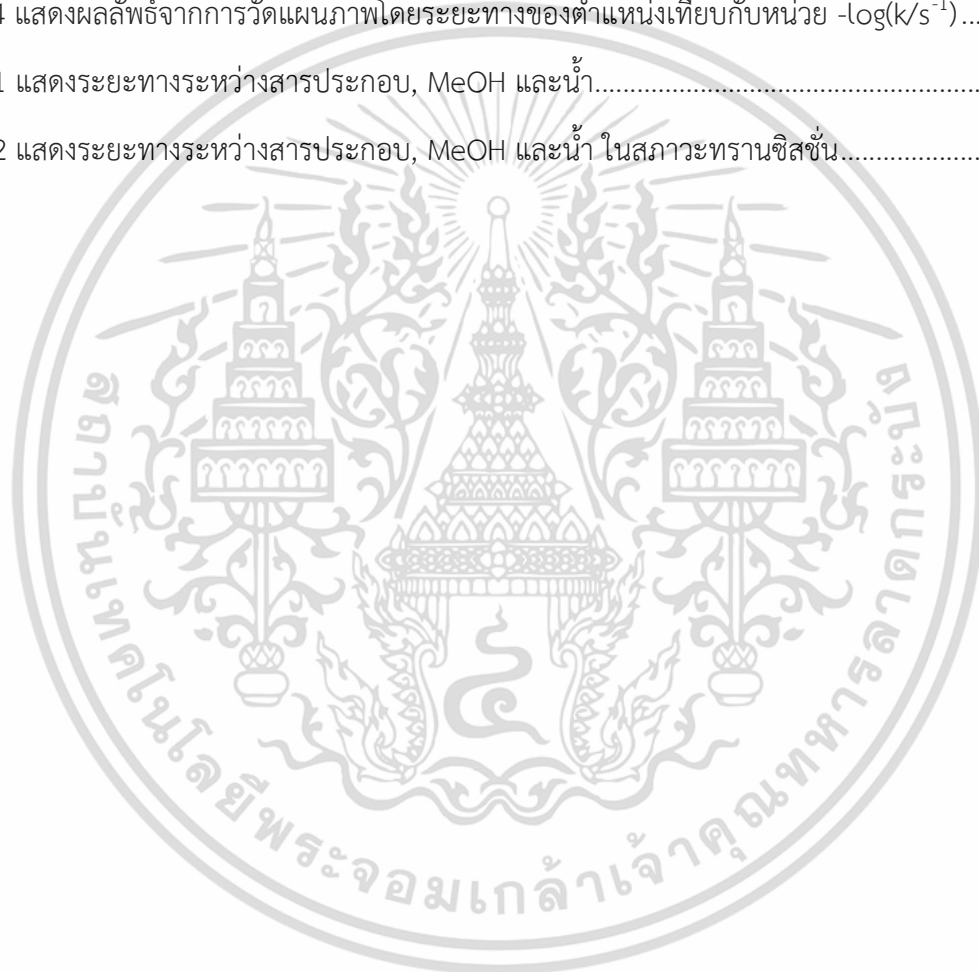 4 แสดงผลลัพธ์จากการวัดแผนภาพโดยระยะทางของตำแหน่งเทียบกับหน่วย -log(k/s⁻¹)...
1 แสดงระยะทางระหว่างสารประกอบ, MeOH และน้ำ.......................................................
2 แสดงระยะทางระหว่างสารประกอบ, MeOH และน้ำ ในสภาวะทรานซิสชั่น....................
สถาบันเทคโนโลยีพระจอมเกล้าเจ้าคุณทหารลาดกระบัง
๔